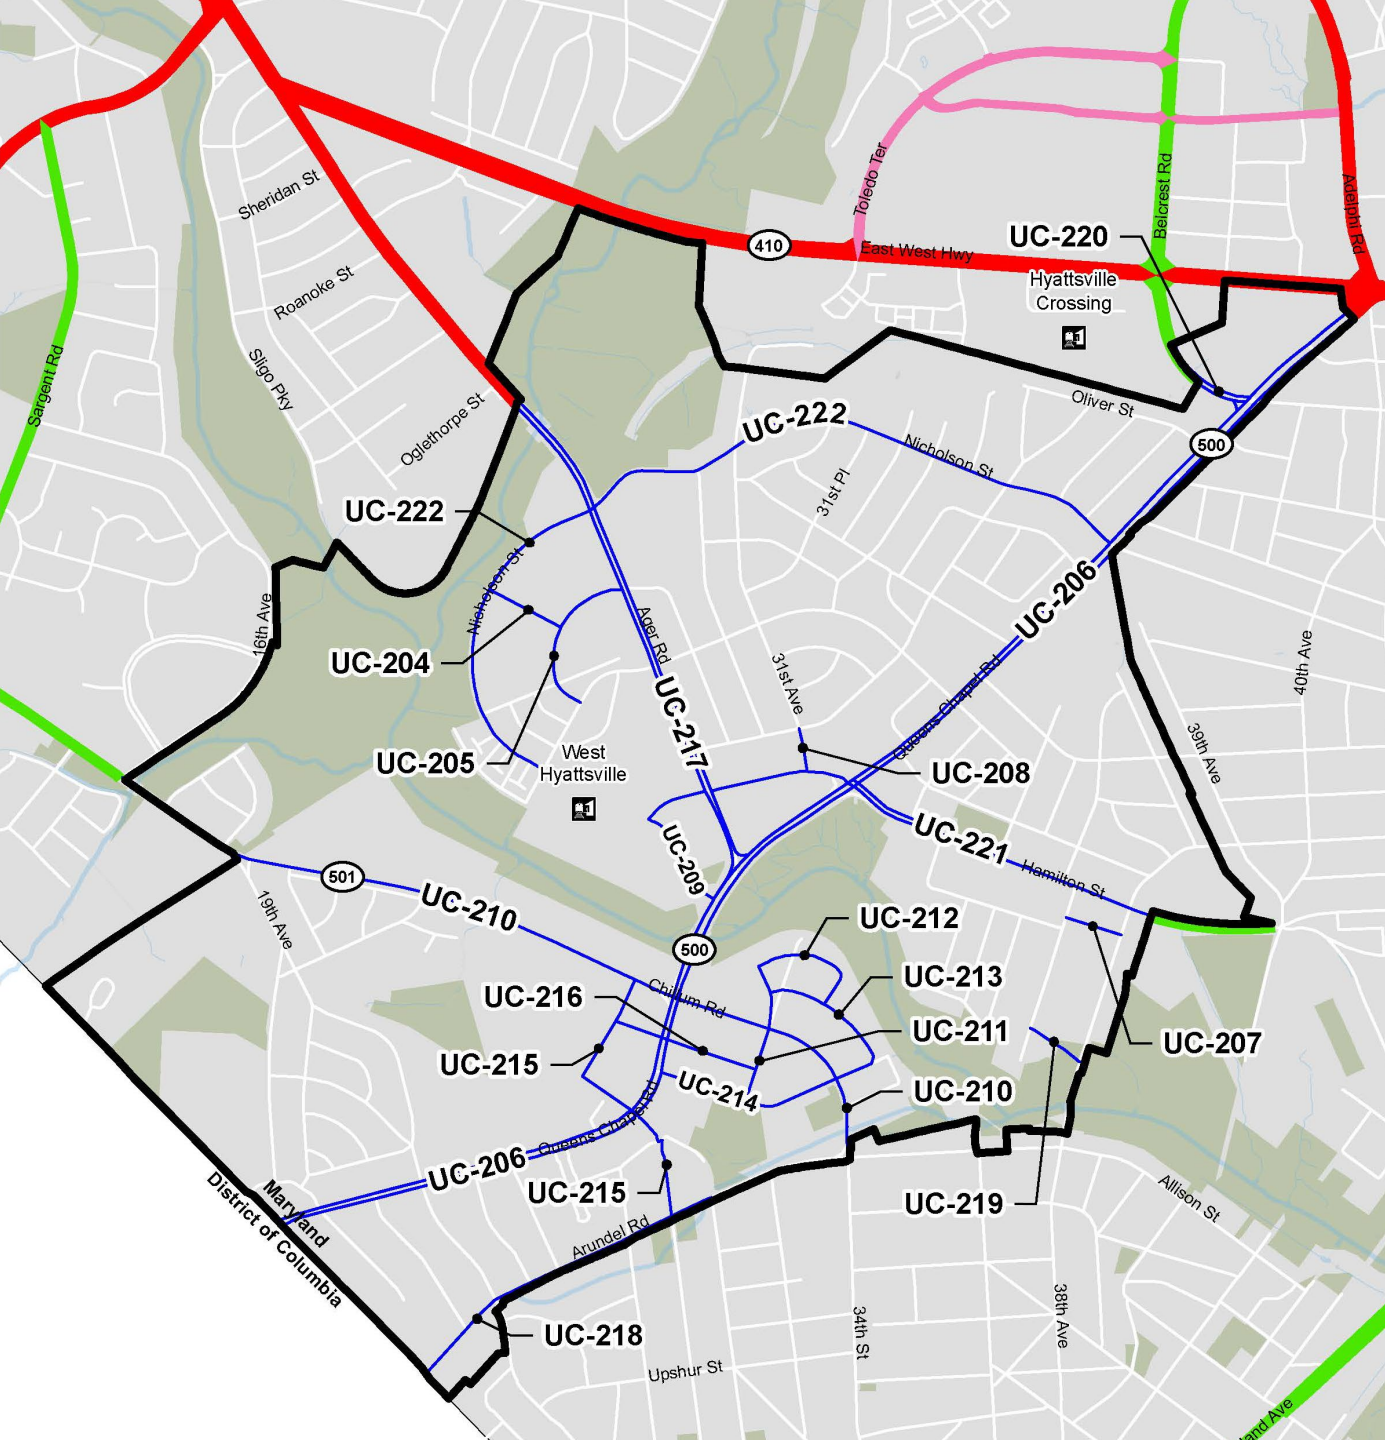 Sheridan St
Toledo Ter
Belcrest Rd
Adelphi Rd
UC-220
410
East West Hwy
Hyattsville
Crossing
Roanoke St
Sargent Rd
Sligo Pky
Oliver St
Oglethorpe St
UC-222
Nicholson St
500
31st Pl
UC-222
Nicholson St
16th Ave
UC-206
Ager Rd
UC-204
40th Ave
31st Ave
Queens Chapel Rd
UC-217
39th Ave
UC-205
West
Hyattsville
UC-208
UC-209
UC-221
Hamilton St
501
UC-210
19th Ave
UC-212
500
UC-213
UC-216
Chillum Rd
UC-211
UC-207
UC-215
UC-214
UC-210
Queens Chapel Rd
UC-206
UC-215
UC-219
Allison St
Maryland
District of Columbia
Arundel Rd
UC-218
34th St
38th Ave
Upshur St
land Ave